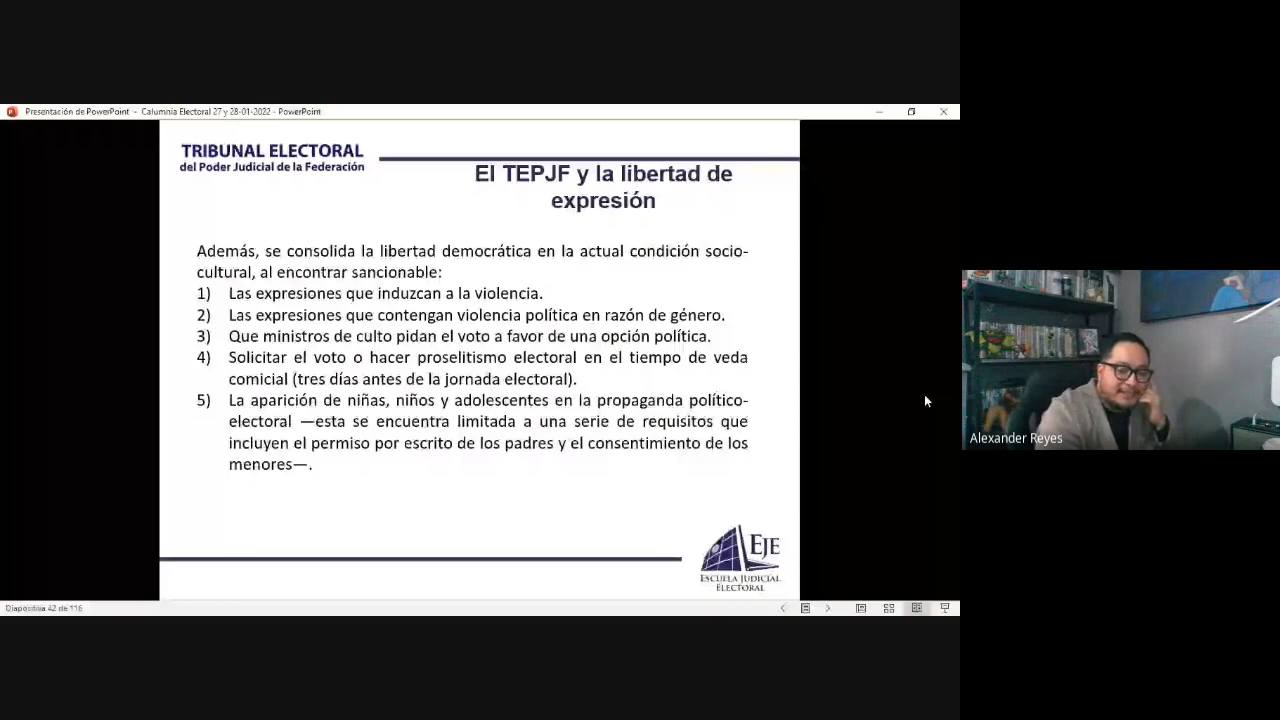 Presentación de PowerPoint - Calumnia Electoral 27 y 28-01-2022 - PowerPoint
TRIBUNAL ELECTORAL
del Poder Judicial de la Federación
El TEPJF y la libertad de
expresión
Además, se consolida la libertad democrática en la actual condición socio-
cultural, al encontrar sancionable:
1) Las expresiones que induzcan a la violencia.
2) Las expresiones que contengan violencia política en razón de género.
3) Que ministros de culto pidan el voto a favor de una opción política.
4) Solicitar el voto o hacer proselitismo electoral en el tiempo de veda
comicial (tres días antes de la jornada electoral).
5) La aparición de niñas, niños y adolescentes en la propaganda político-
electoral —esta se encuentra limitada a una serie de requisitos que
incluyen el permiso por escrito de los padres y el consentimiento de los
menores—.
EJE
ESCUELA JUDICIAL
ELECTORAL
Diapositiva 42 de 116
Alexander Reyes